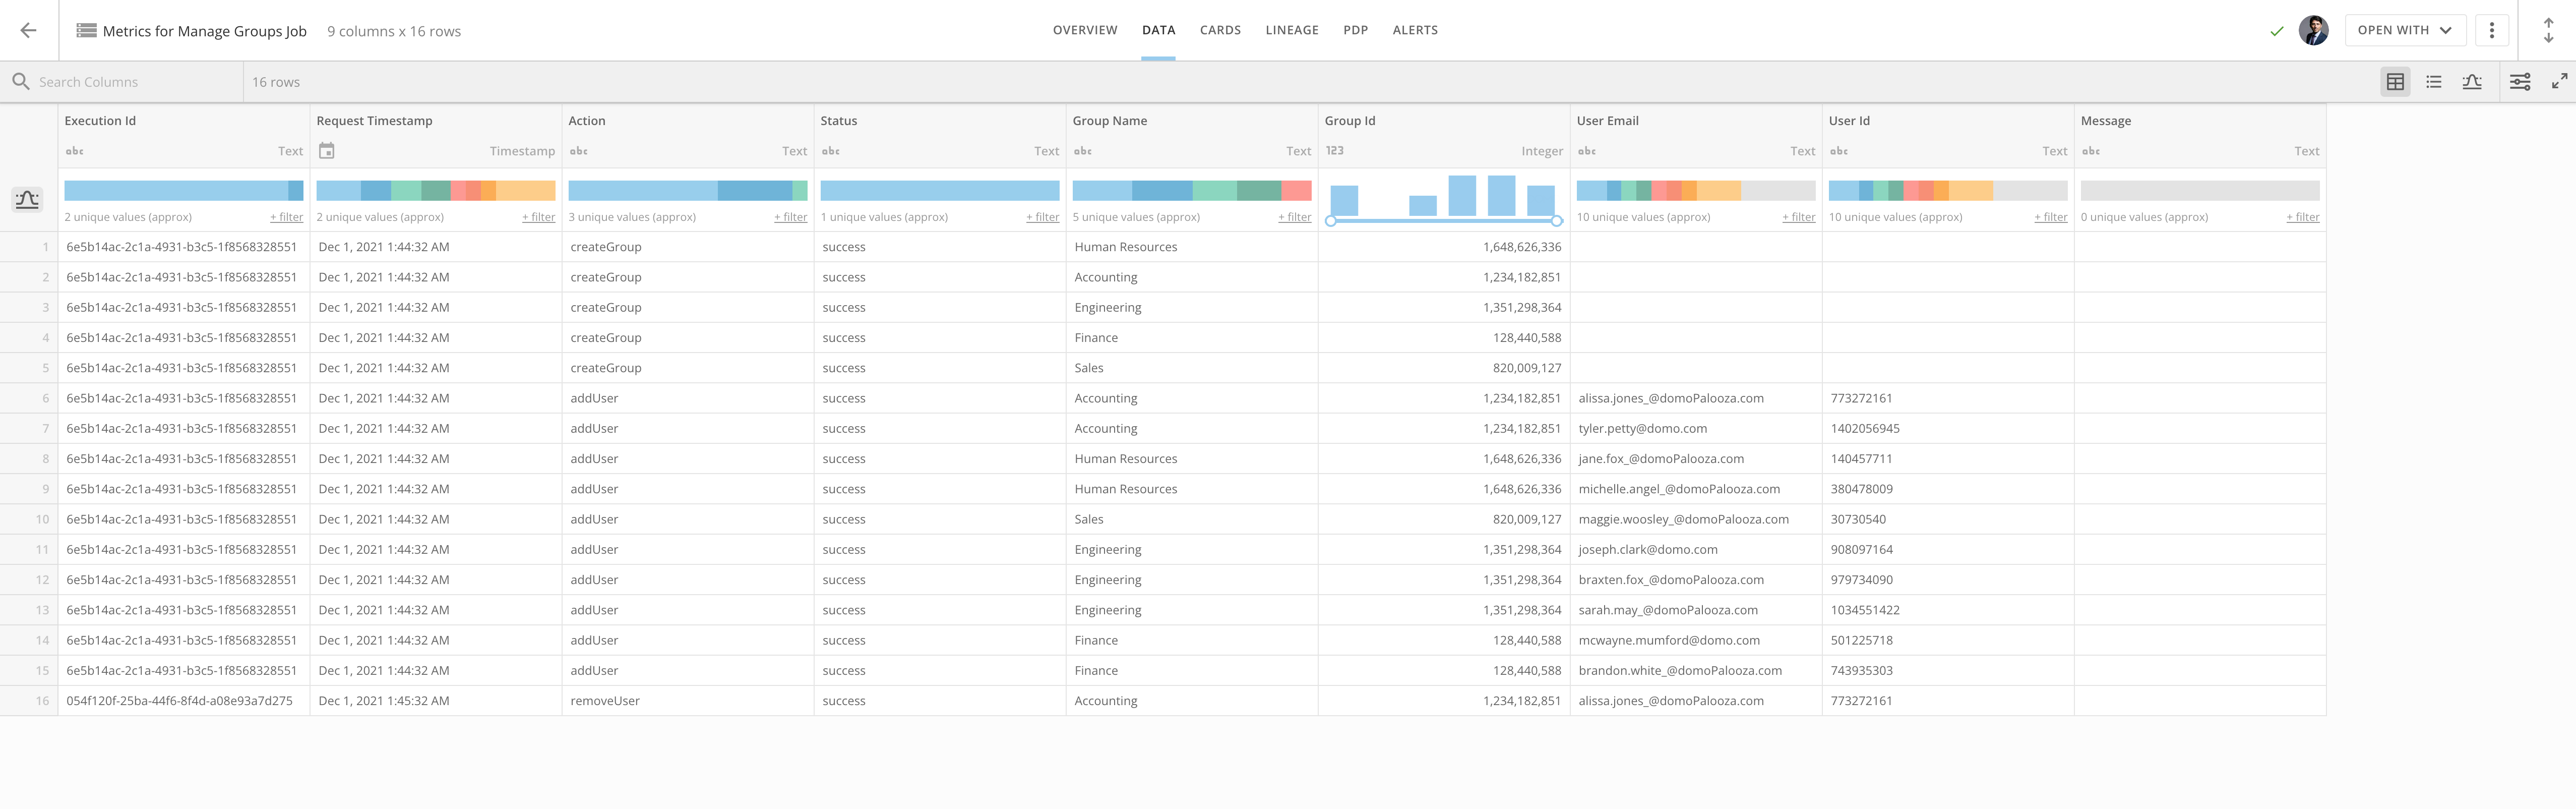 Metrics for Manage Groups Job 9 columns x 16 rows OVERVIEW DATA CARDS LINEAGE PDP ALERTS OPEN WITH
Search Columns 16 rows
Execution Id Request Timestamp Action Status Group Name Group Id User Email User Id Message
abc Text Timestamp abc Text abc Text abc Text 123 Integer abc Text abc Text abc Text
2 unique values (approx) + filter 2 unique values (approx) + filter 3 unique values (approx) + filter 1 unique values (approx) + filter 5 unique values (approx) + filter 10 unique values (approx) + filter 10 unique values (approx) + filter 0 unique values (approx) + filter
1 6e5b14ac-2c1a-4931-b3c5-1f8568328551 Dec 1, 2021 1:44:32 AM createGroup success Human Resources 1,648,626,336
2 6e5b14ac-2c1a-4931-b3c5-1f8568328551 Dec 1, 2021 1:44:32 AM createGroup success Accounting 1,234,182,851
3 6e5b14ac-2c1a-4931-b3c5-1f8568328551 Dec 1, 2021 1:44:32 AM createGroup success Engineering 1,351,298,364
4 6e5b14ac-2c1a-4931-b3c5-1f8568328551 Dec 1, 2021 1:44:32 AM createGroup success Finance 128,440,588
5 6e5b14ac-2c1a-4931-b3c5-1f8568328551 Dec 1, 2021 1:44:32 AM createGroup success Sales 820,009,127
6 6e5b14ac-2c1a-4931-b3c5-1f8568328551 Dec 1, 2021 1:44:32 AM addUser success Accounting 1,234,182,851 alissa.jones_@domoPalooza.com 773272161
7 6e5b14ac-2c1a-4931-b3c5-1f8568328551 Dec 1, 2021 1:44:32 AM addUser success Accounting 1,234,182,851 tyler.petty@domo.com 1402056945
8 6e5b14ac-2c1a-4931-b3c5-1f8568328551 Dec 1, 2021 1:44:32 AM addUser success Human Resources 1,648,626,336 jane.fox_@domoPalooza.com 140457711
9 6e5b14ac-2c1a-4931-b3c5-1f8568328551 Dec 1, 2021 1:44:32 AM addUser success Human Resources 1,648,626,336 michelle.angel_@domoPalooza.com 380478009
10 6e5b14ac-2c1a-4931-b3c5-1f8568328551 Dec 1, 2021 1:44:32 AM addUser success Sales 820,009,127 maggie.woosley_@domoPalooza.com 30730540
11 6e5b14ac-2c1a-4931-b3c5-1f8568328551 Dec 1, 2021 1:44:32 AM addUser success Engineering 1,351,298,364 joseph.clark@domo.com 908097164
12 6e5b14ac-2c1a-4931-b3c5-1f8568328551 Dec 1, 2021 1:44:32 AM addUser success Engineering 1,351,298,364 braxten.fox_@domoPalooza.com 979734090
13 6e5b14ac-2c1a-4931-b3c5-1f8568328551 Dec 1, 2021 1:44:32 AM addUser success Engineering 1,351,298,364 sarah.may_@domoPalooza.com 1034551422
14 6e5b14ac-2c1a-4931-b3c5-1f8568328551 Dec 1, 2021 1:44:32 AM addUser success Finance 128,440,588 mcwayne.mumford@domo.com 501225718
15 6e5b14ac-2c1a-4931-b3c5-1f8568328551 Dec 1, 2021 1:44:32 AM addUser success Finance 128,440,588 brandon.white_@domoPalooza.com 743935303
16 054f120f-25ba-44f6-8f4d-a08e93a7d275 Dec 1, 2021 1:45:32 AM removeUser success Accounting 1,234,182,851 alissa.jones_@domoPalooza.com 773272161